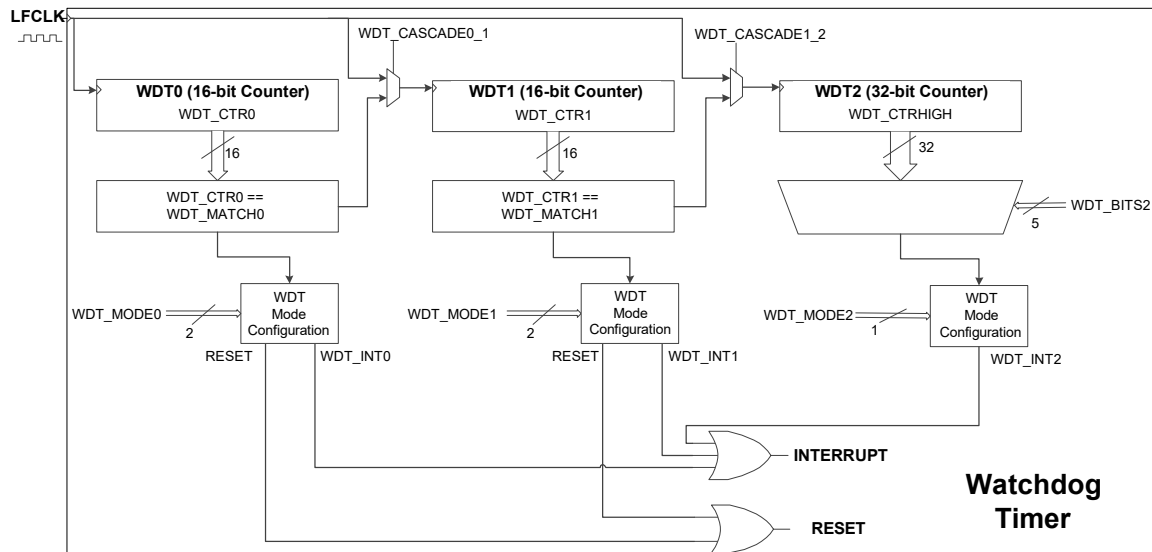 LFCLK
WDT_CASCADE0_1
WDT_CASCADE1_2
WDT0 (16-bit Counter)
WDT_CTR0
WDT1 (16-bit Counter)
WDT_CTR1
WDT2 (32-bit Counter)
WDT_CTRHIGH
16
16
32
WDT_CTR0 ==
WDT_MATCH0
WDT_CTR1 ==
WDT_MATCH1
WDT_BITS2
5
WDT_MODE0
2
WDT
Mode
Configuration
WDT_MODE1
2
WDT
Mode
Configuration
WDT_MODE2
1
WDT
Mode
Configuration
RESET
WDT_INT0
RESET
WDT_INT1
WDT_INT2
INTERRUPT
RESET
Watchdog
Timer